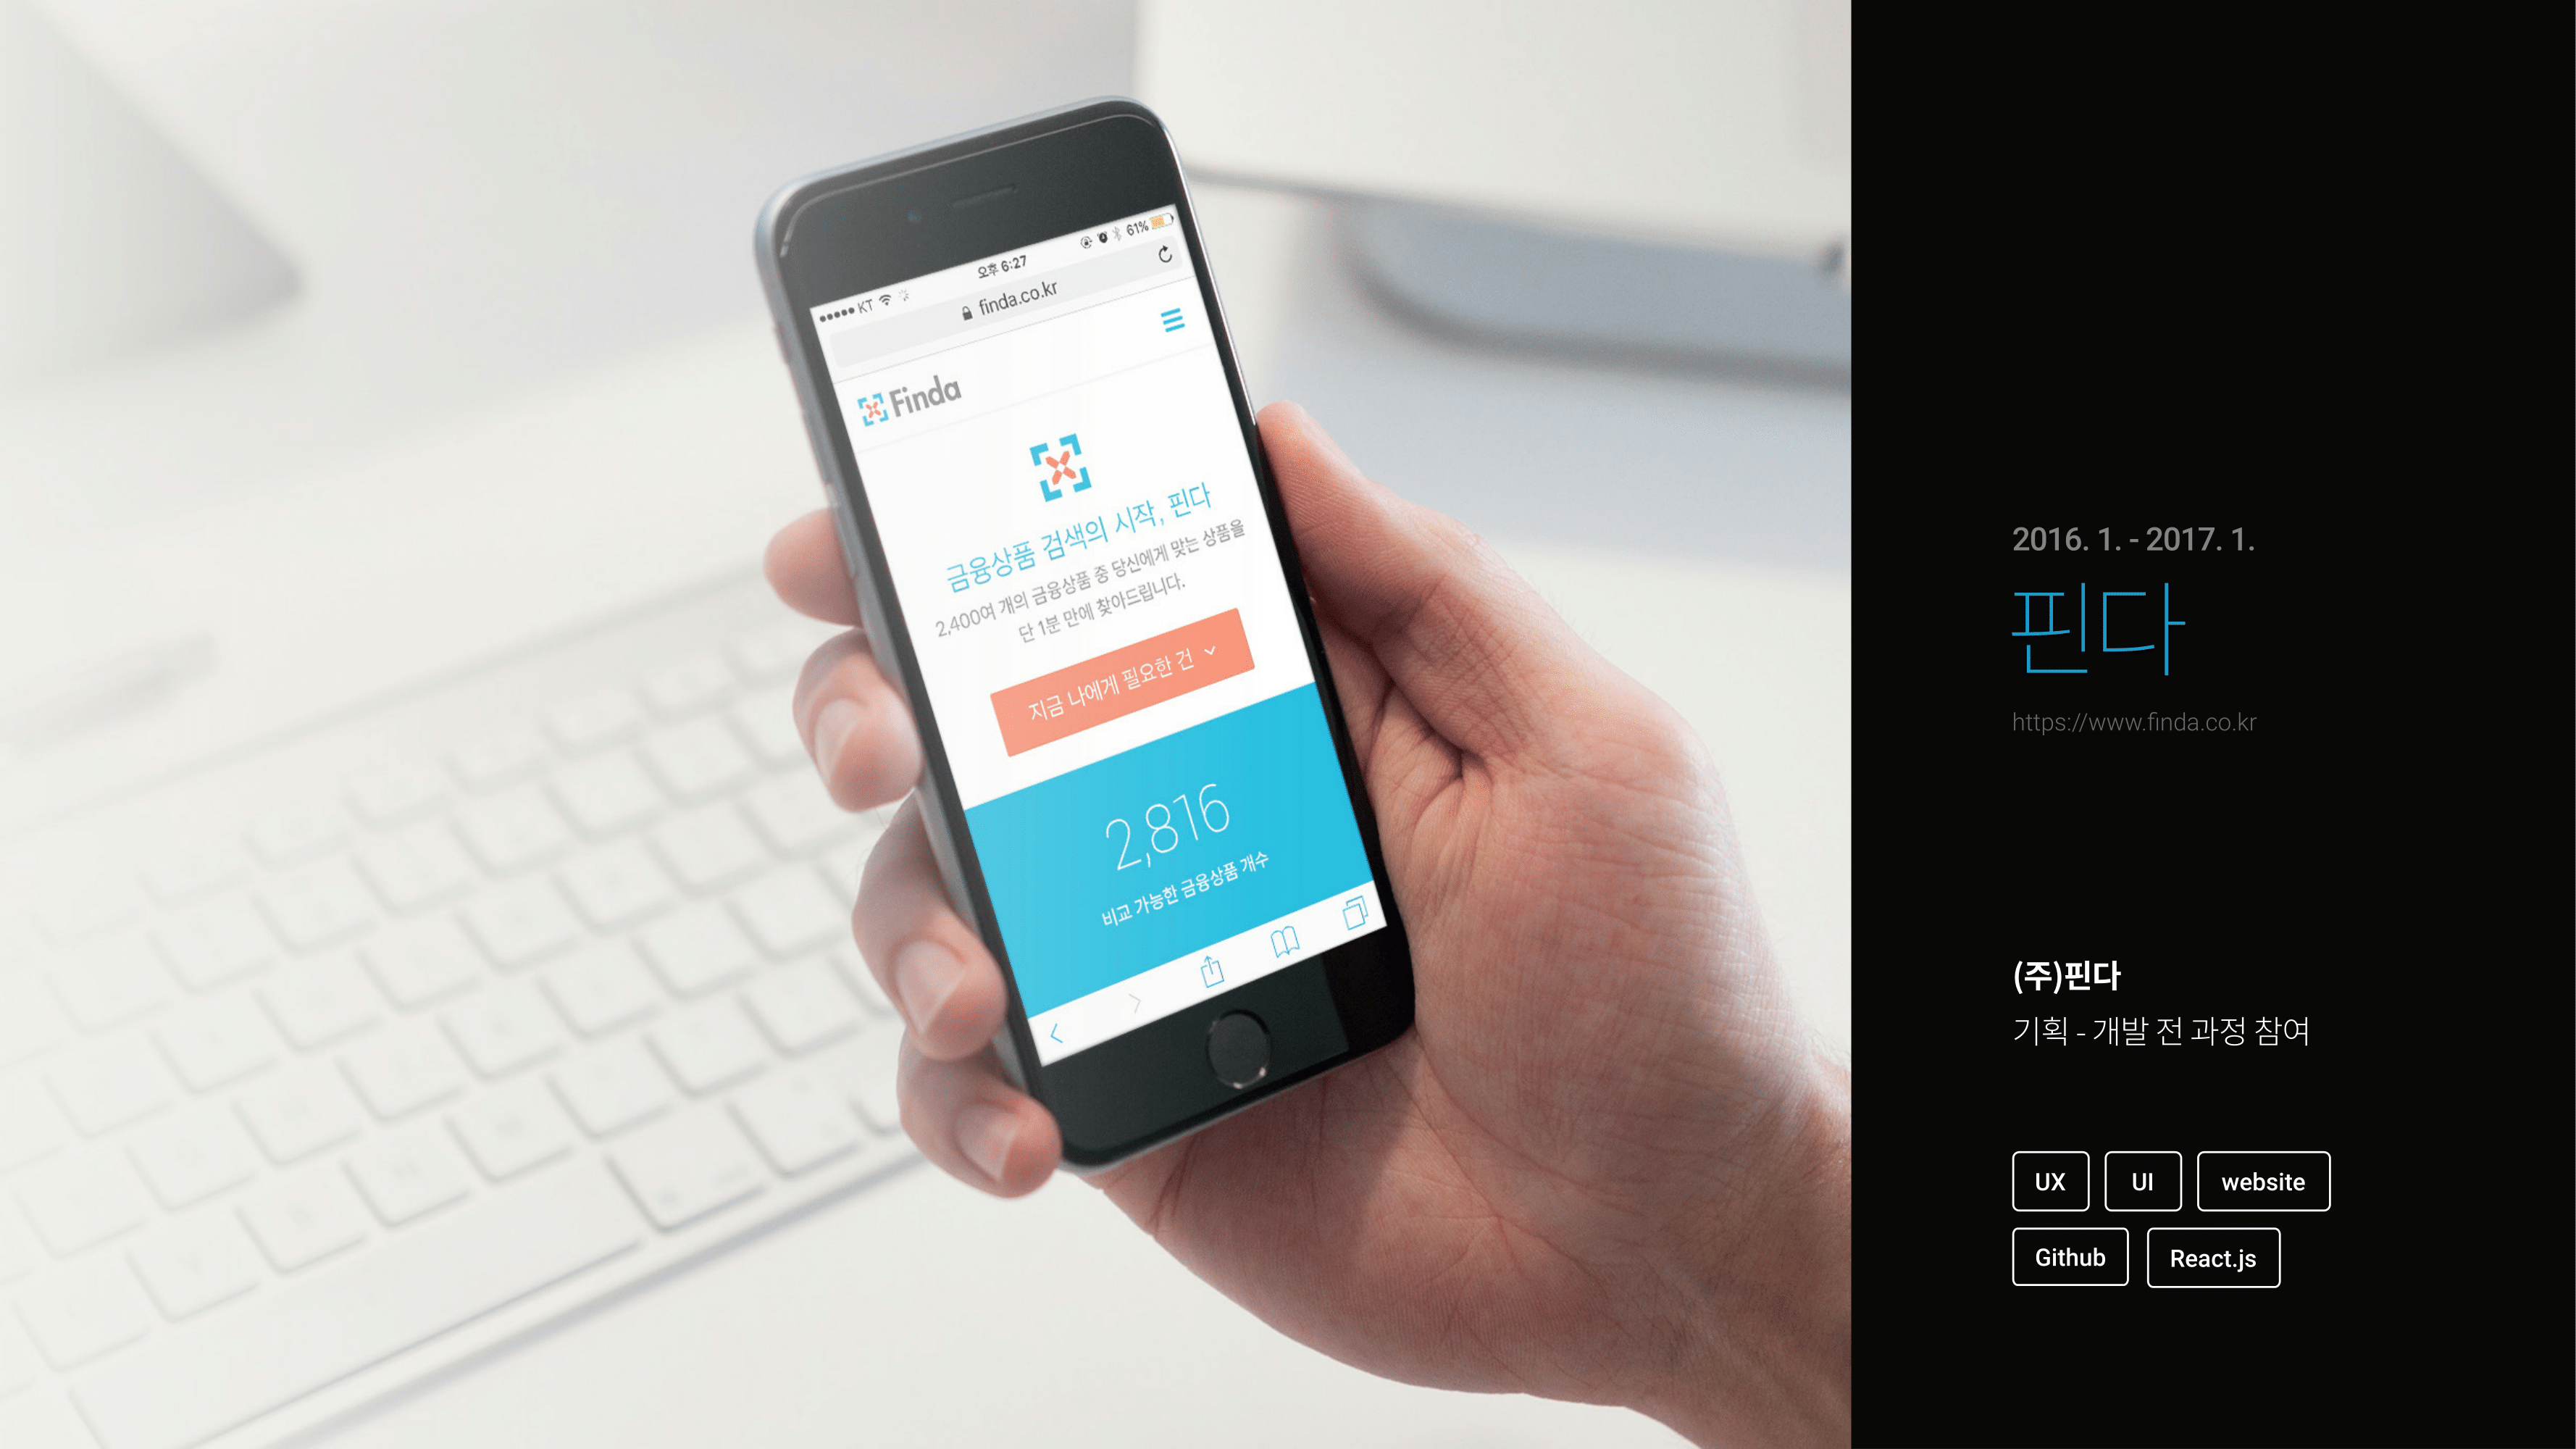 KT
오후 6:27
61%
finda.co.kr
Finda
금융상품 검색의 시작, 핀다
2,400여 개의 금융상품 중 당신에게 맞는 상품을
단 1분 만에 찾아드립니다.
지금 나에게 필요한 건
2,816
비교 가능한 금융상품 개수
2016. 1. - 2017. 1.
핀다
https://www.finda.co.kr
(주)핀다
기획 - 개발 전 과정 참여
UX
UI
website
Github
React.js